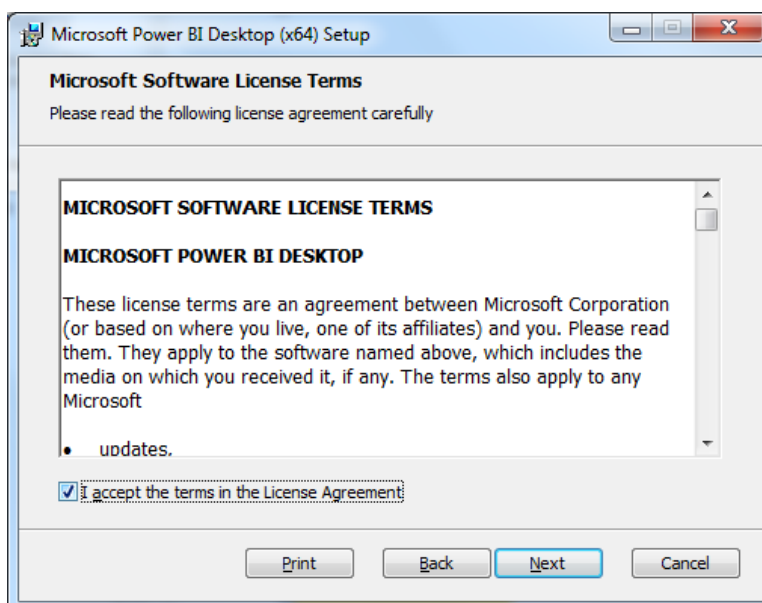 Microsoft Power BI Desktop (x64) Setup
Microsoft Software License Terms
Please read the following license agreement carefully
MICROSOFT SOFTWARE LICENSE TERMS
MICROSOFT POWER BI DESKTOP
These license terms are an agreement between Microsoft Corporation
(or based on where you live, one of its affiliates) and you. Please read
them. They apply to the software named above, which includes the
media on which you received it, if any. The terms also apply to any
Microsoft
• updates,
I accept the terms in the License Agreement
Print Back Next Cancel